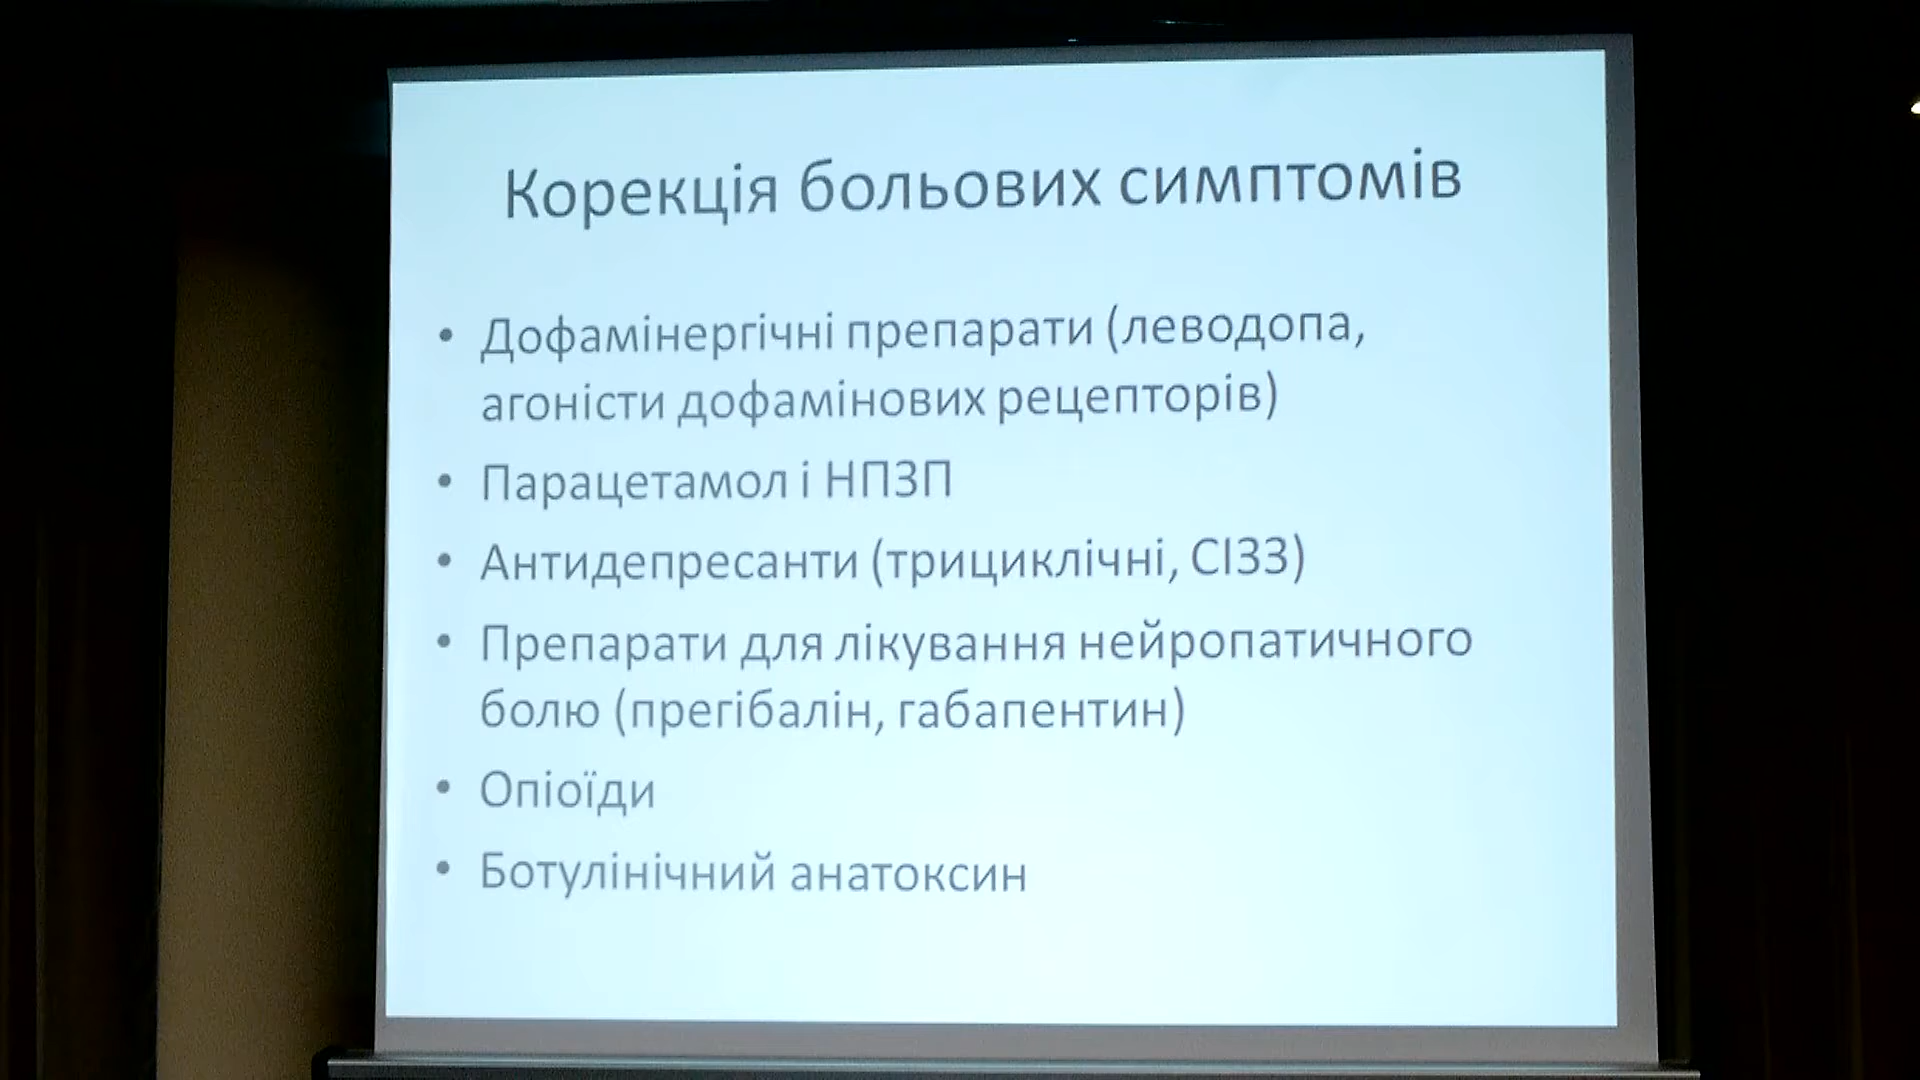 Корекція больових симптомів
• Дофамінергічні препарати (леводопа,
агоністи дофамінових рецепторів)
• Парацетамол і НПЗП
• Антидепресанти (трициклічні, СІЗЗ)
• Препарати для лікування нейропатичного
болю (прегібалін, габапентин)
• Опіоїди
• Ботулінічний анатоксин